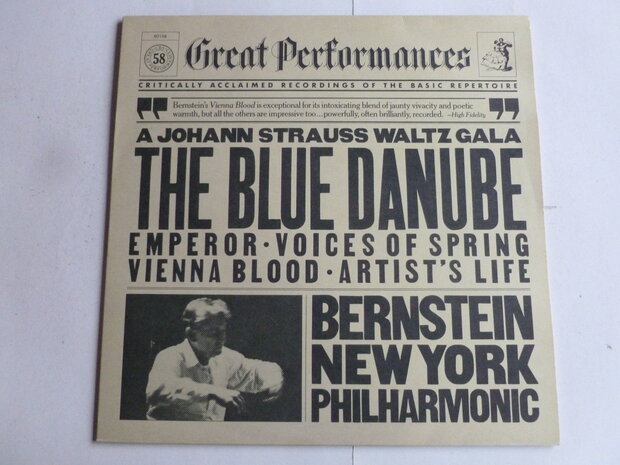 58
Great Performances
CRITICALLY ACCLAIMED RECORDINGS OF THE BASIC REPERTOIRE
Bernstein's Vienna Blood is exceptional for its intoxicating blend of jaunty vivacity and poetic
warmth, but all the others are impressive too...powerfully, often brilliantly, recorded. —High Fidelity
A JOHANN STRAUSS WALTZ GALA
THE BLUE DANUBE
EMPEROR·VOICES OF SPRING
VIENNA BLOOD·ARTIST'S LIFE
BERNSTEIN
NEW YORK
PHILHARMONIC